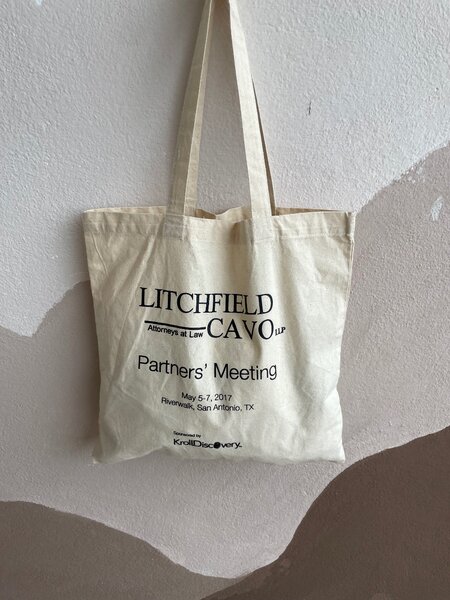 LITCHFIELD
Attorneys at Law CAVO LLP
Partners' Meeting
May 5-7, 2017
Riverwalk, San Antonio, TX
Sponsored by
KrollDiscovery